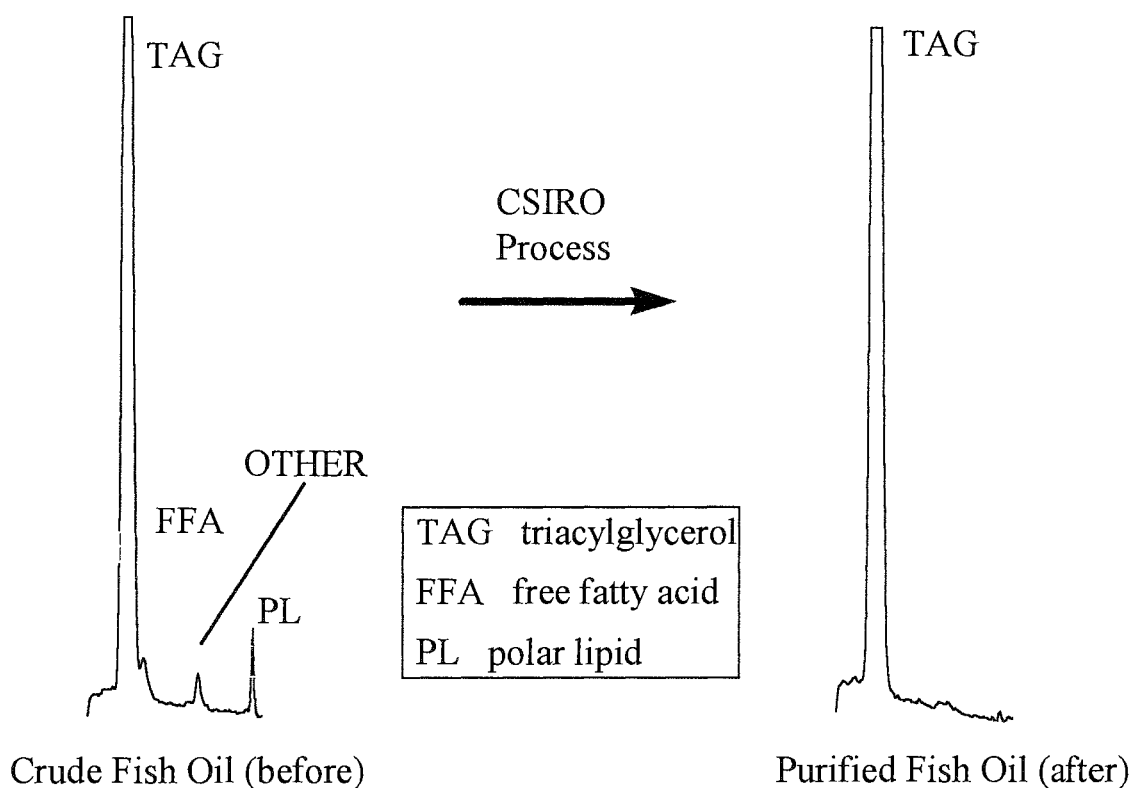 TAG
TAG
CSIRO
Process
OTHER
FFA
PL
TAG triacylglycerol
FFA free fatty acid
PL polar lipid
Crude Fish Oil (before)
Purified Fish Oil (after)